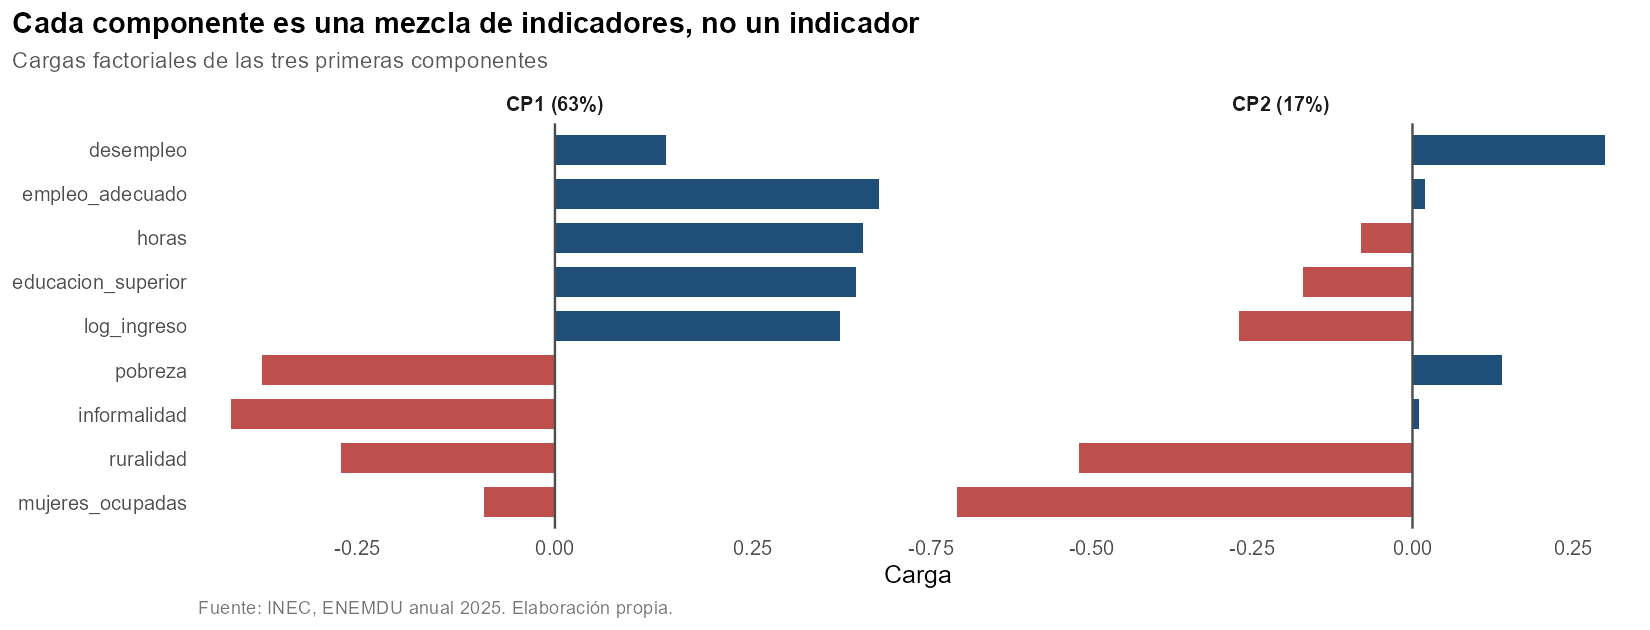 Cada componente es una mezcla de indicadores, no un indicador
Cargas factoriales de las tres primeras componentes
CP1 (63%)
CP2 (17%)
desempleo
empleo_adecuado
horas
educacion_superior
log_ingreso
pobreza
informalidad
ruralidad
mujeres_ocupadas
-0.25 0.00 0.25
-0.75 -0.50 -0.25 0.00 0.25
Carga
Fuente: INEC, ENEMDU anual 2025. Elaboración propia.